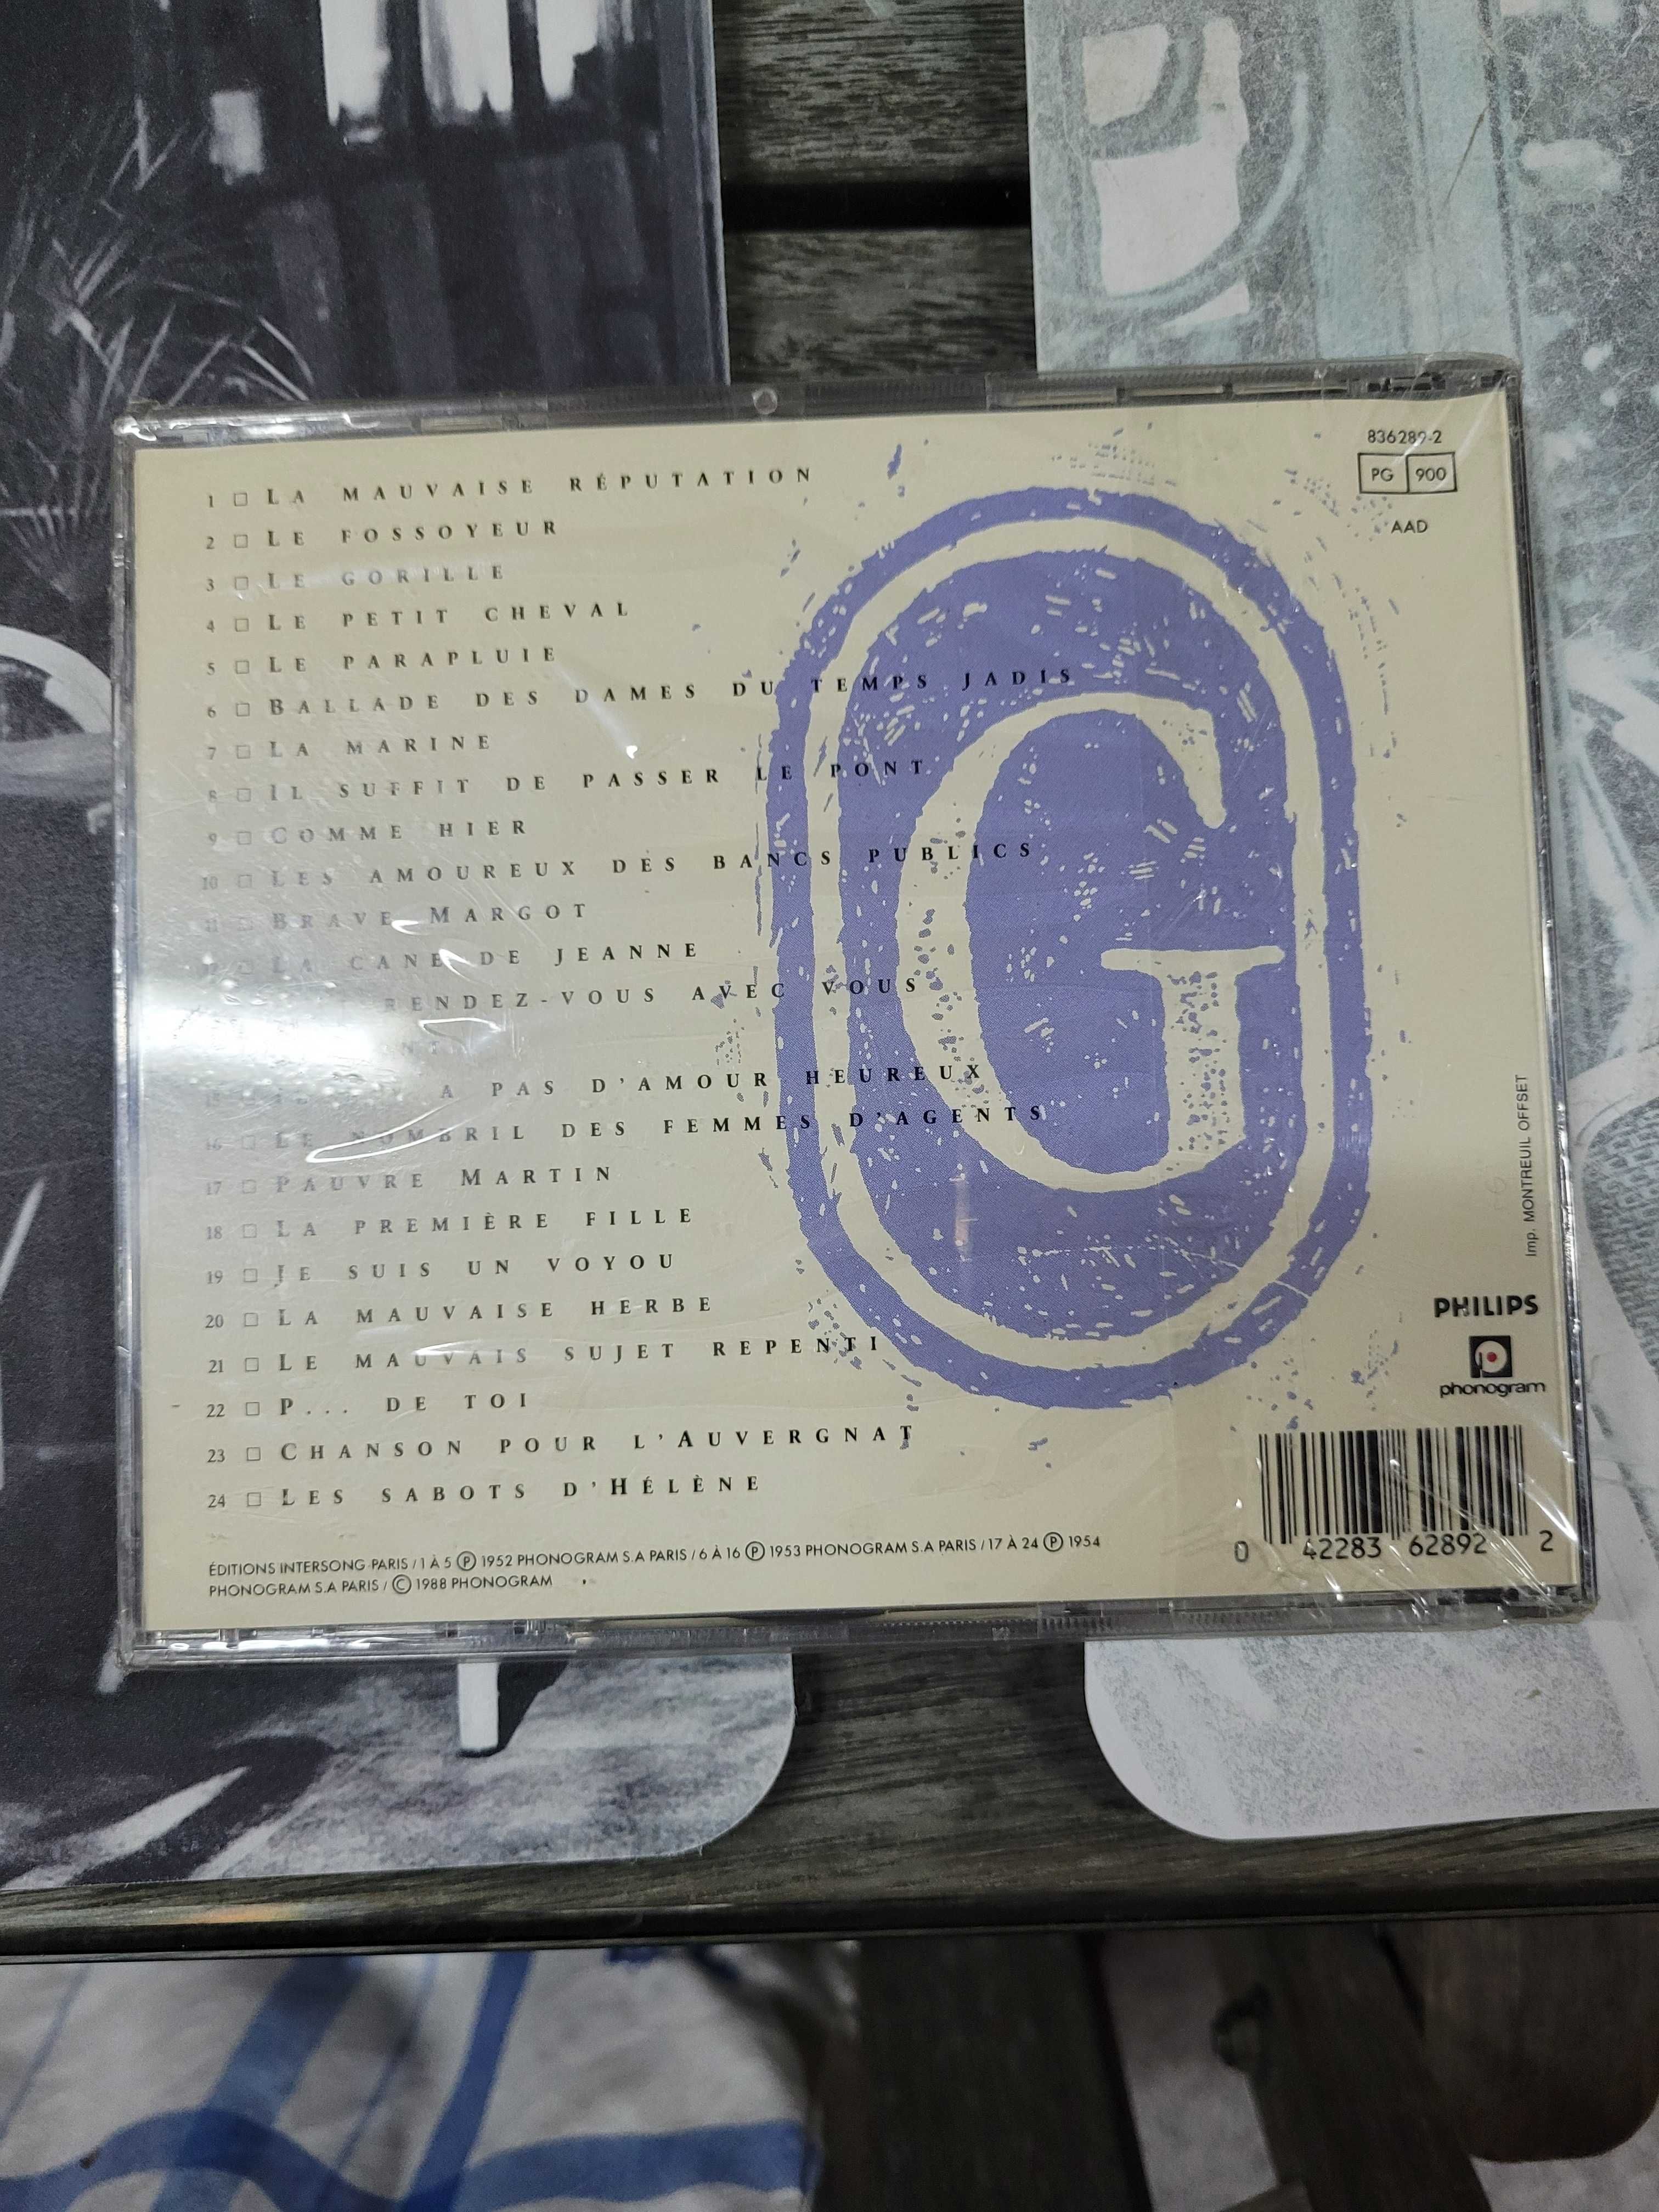 836289-2
PG 900
AAD
1 □ LA MAUVAISE RÉPUTATION
2 □ LE FOSSOYEUR
3 □ LE GORILLE
4 □ LE PETIT CHEVAL
5 □ LE PARAPLUIE
6 □ BALLADE DES DAMES DU TEMPS JADIS
7 □ LA MARINE
8 □ IL SUFFIT DE PASSER LE PONT
9 □ COMME HIER
10 □ LES AMOUREUX DES BANCS PUBLICS
11 □ BRAVE MARGOT
12 □ LA CANE DE JEANNE
RENDEZ-VOUS AVEC VOUS
A PAS D'AMOUR HEUREUX
16 □ LE NOMBRIL DES FEMMES D'AGENTS
17 □ PAUVRE MARTIN
18 □ LA PREMIÈRE FILLE
19 □ JE SUIS UN VOYOU
20 □ LA MAUVAISE HERBE
21 □ LE MAUVAIS SUJET REPENTI
22 □ P... DE TOI
23 □ CHANSON POUR L'AUVERGNAT
24 □ LES SABOTS D'HÉLÈNE
G
Imp. MONTREUIL OFFSET
PHILIPS
phonogram
ÉDITIONS INTERSONG PARIS / 1 À 5 Ⓟ 1952 PHONOGRAM S.A PARIS / 6 À 16 Ⓟ 1953 PHONOGRAM S.A PARIS / 17 À 24 Ⓟ 1954
PHONOGRAM S.A PARIS / © 1988 PHONOGRAM
0 42283 62892 2